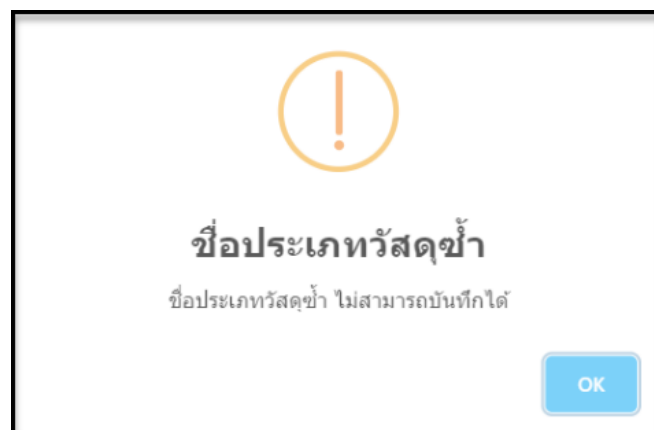 ชื่อประเภทวัสดุซ้ำ
ชื่อประเภทวัสดุซ้ำ ไม่สามารถบันทึกได้
OK